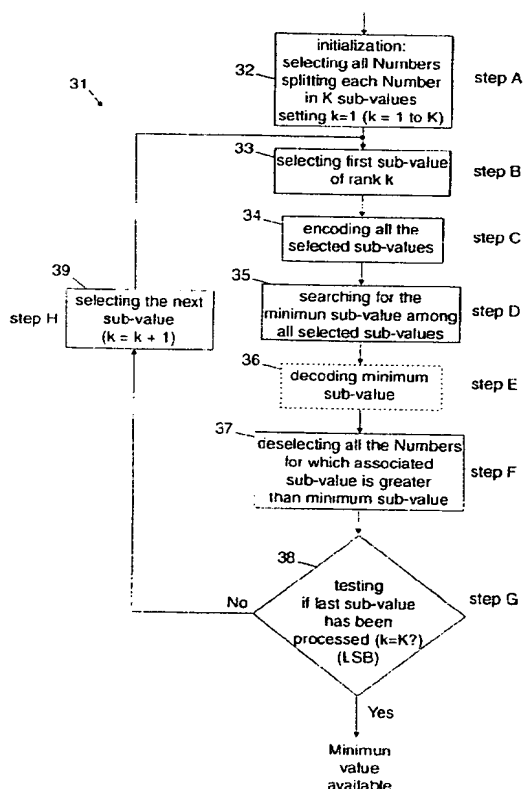 initialization:
selecting all Numbers
splitting each Number
in K sub-values
setting k=1 (k = 1 to K)
32
step A
31
33
selecting first sub-value
of rank k
step B
34
encoding all the
selected sub-values
step C
39
selecting the next
sub-value
(k = k + 1)
step H
35
searching for the
minimun sub-value among
all selected sub-values
step D
36
decoding minimum
sub-value
step E
37
deselecting all the Numbers
for which associated
sub-value is greater
than minimum sub-value
step F
38
testing
if last sub-value
has been
processed (k=K?)
(LSB)
step G
No
Yes
Minimun
value
available